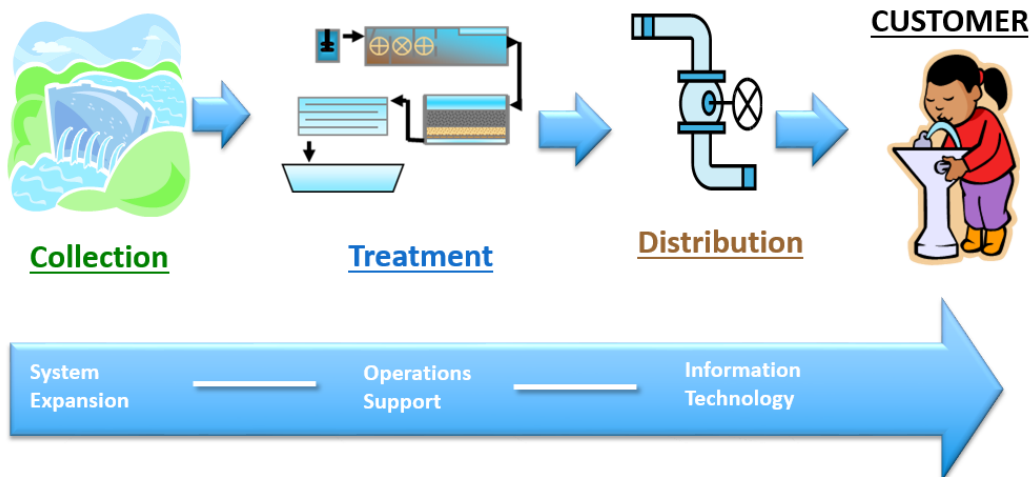 CUSTOMER
Collection
Treatment
Distribution
System
Expansion
Operations
Support
Information
Technology